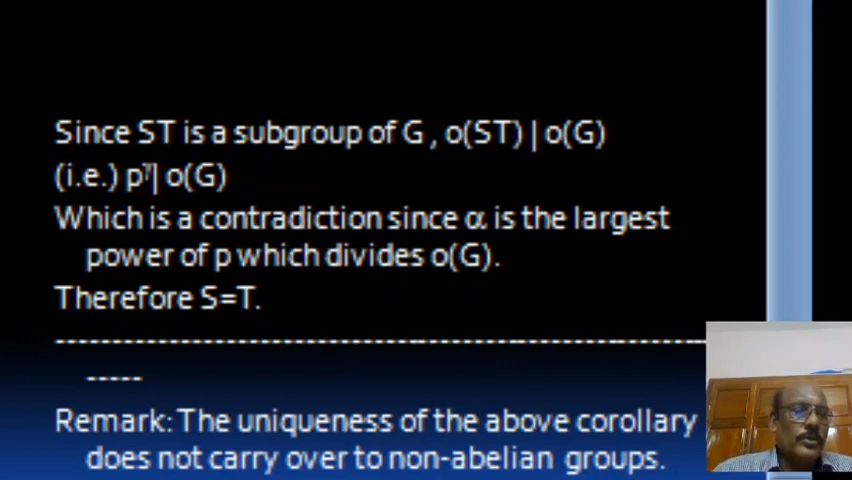 Since ST is a subgroup of G , o(ST) | o(G)
(i.e.) pᵞ| o(G)
Which is a contradiction since α is the largest
power of p which divides o(G).
Therefore S=T.
--------------------------------------------------------------------
-----
Remark: The uniqueness of the above corollary
does not carry over to non-abelian groups.